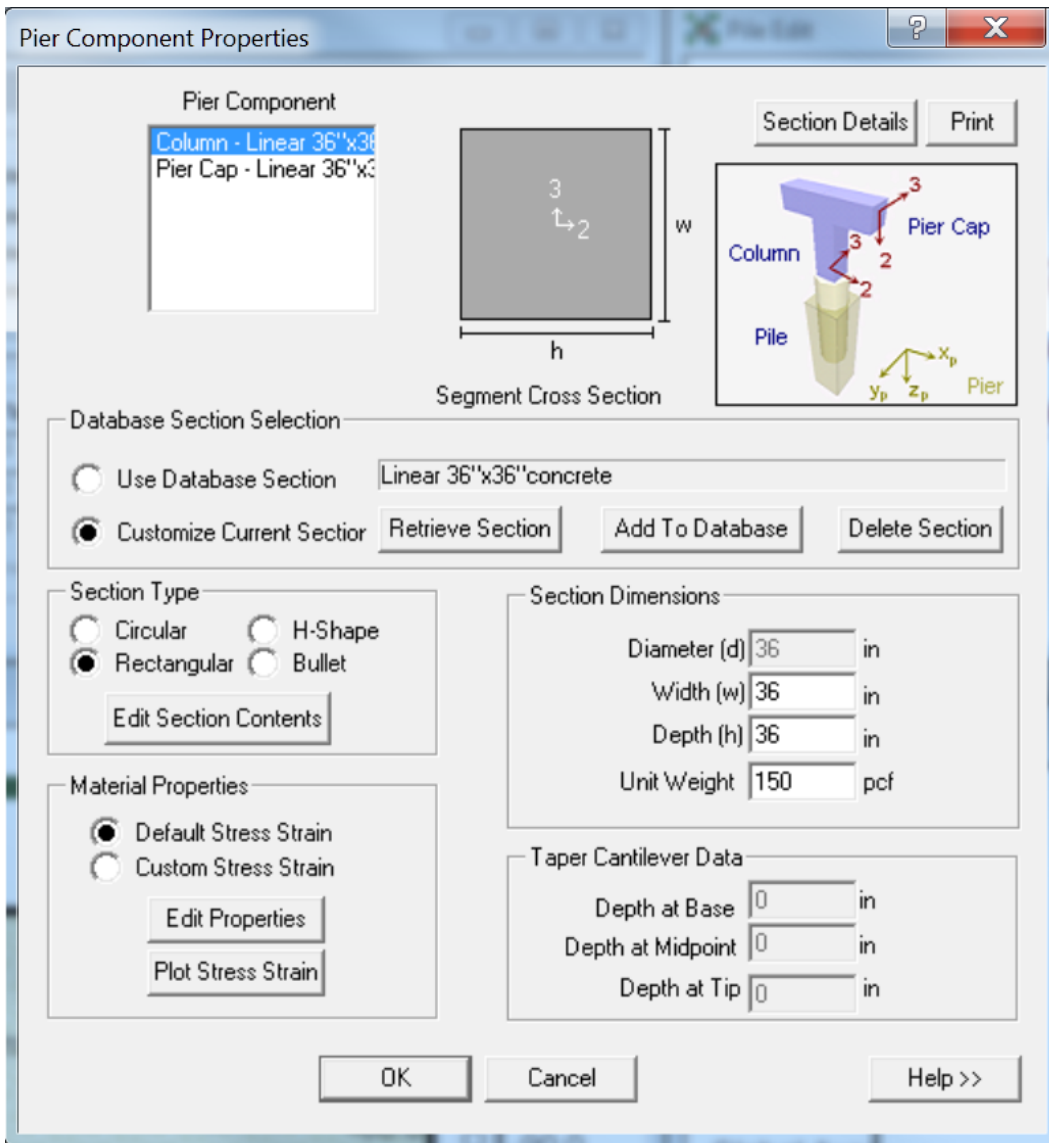 Pier Component Properties
Pier Component
Column - Linear 36"x36
Pier Cap - Linear 36"x3
Section Details
Print
3
2
w
h
Segment Cross Section
3
Pier Cap
Column
3
2
2
Pile
xp
yp
zp
Pier
Database Section Selection
Use Database Section
Linear 36"x36"concrete
Customize Current Section
Retrieve Section
Add To Database
Delete Section
Section Type
Circular
H-Shape
Rectangular
Bullet
Edit Section Contents
Section Dimensions
Diameter (d) 36 in
Width (w) 36 in
Depth (h) 36 in
Unit Weight 150 pcf
Material Properties
Default Stress Strain
Custom Stress Strain
Edit Properties
Plot Stress Strain
Taper Cantilever Data
Depth at Base 0 in
Depth at Midpoint 0 in
Depth at Tip 0 in
OK
Cancel
Help >>